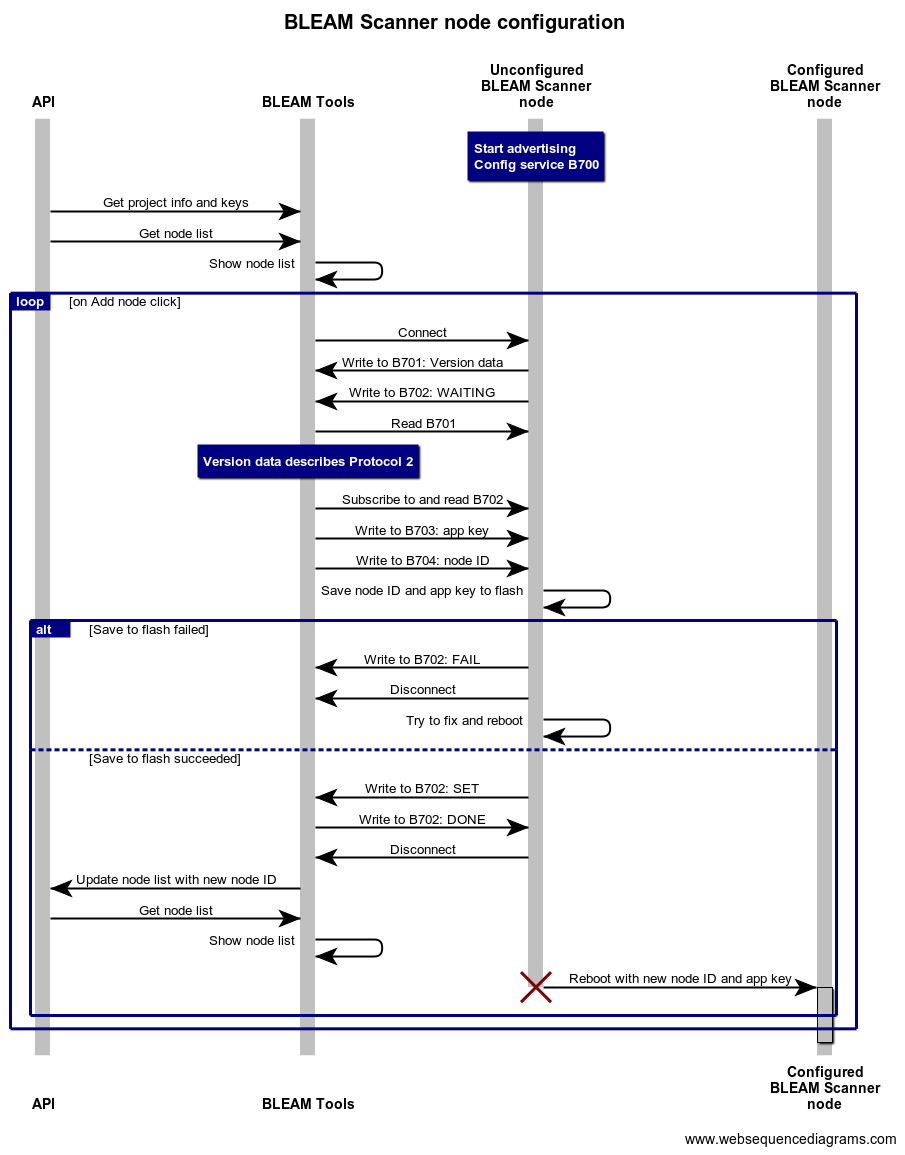 BLEAM Scanner node configuration
API
BLEAM Tools
Unconfigured
BLEAM Scanner
node
Configured
BLEAM Scanner
node
Start advertising
Config service B700
Get project info and keys
Get node list
Show node list
loop
[on Add node click]
Connect
Write to B701: Version data
Write to B702: WAITING
Read B701
Version data describes Protocol 2
Subscribe to and read B702
Write to B703: app key
Write to B704: node ID
Save node ID and app key to flash
alt
[Save to flash failed]
Write to B702: FAIL
Disconnect
Try to fix and reboot
[Save to flash succeeded]
Write to B702: SET
Write to B702: DONE
Disconnect
Update node list with new node ID
Get node list
Show node list
Reboot with new node ID and app key
API
BLEAM Tools
Configured
BLEAM Scanner
node
www.websequencediagrams.com